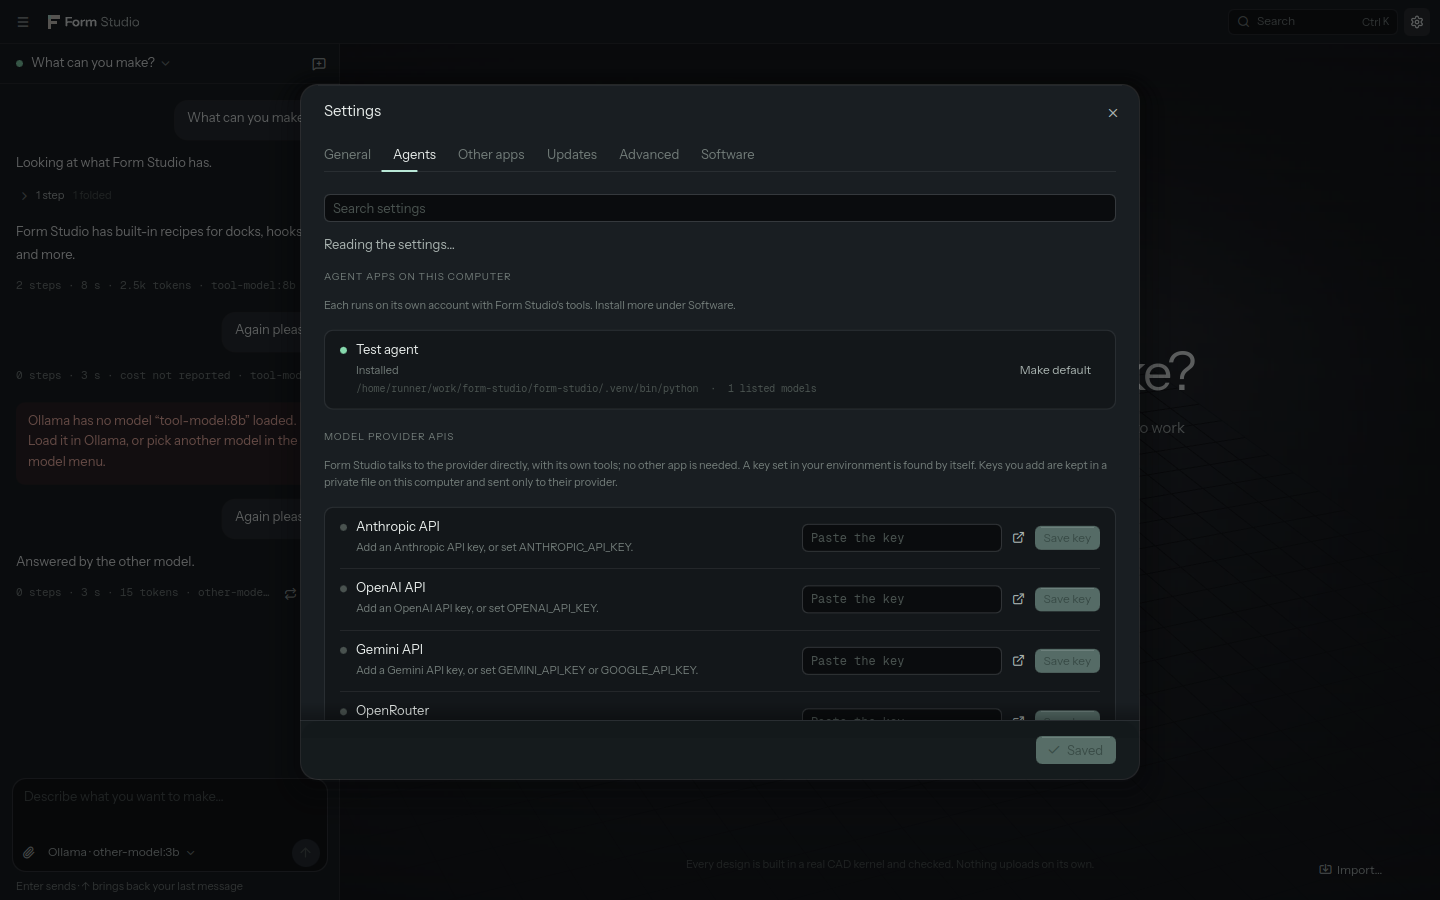 Form Studio
Search
Ctrl K
What can you make?
What can you make
Looking at what Form Studio has.
1 step 1 folded
Form Studio has built-in recipes for docks, hooks
and more.
2 steps · 8 s · 2.5k tokens · tool-model:8b
Again pleas
0 steps · 3 s · cost not reported · tool-mod
Ollama has no model “tool-model:8b” loaded.
Load it in Ollama, or pick another model in the
model menu.
Again pleas
Answered by the other model.
0 steps · 3 s · 15 tokens · other-mode…
Describe what you want to make…
Ollama · other-model:3b
Enter sends · ↑ brings back your last message
Settings
General
Agents
Other apps
Updates
Advanced
Software
Search settings
Reading the settings…
AGENT APPS ON THIS COMPUTER
Each runs on its own account with Form Studio's tools. Install more under Software.
Test agent
Installed
/home/runner/work/form-studio/form-studio/.venv/bin/python · 1 listed models
Make default
MODEL PROVIDER APIS
Form Studio talks to the provider directly, with its own tools; no other app is needed. A key set in your environment is found by itself. Keys you add are kept in a
private file on this computer and sent only to their provider.
Anthropic API
Add an Anthropic API key, or set ANTHROPIC_API_KEY.
Paste the key
Save key
OpenAI API
Add an OpenAI API key, or set OPENAI_API_KEY.
Paste the key
Save key
Gemini API
Add a Gemini API key, or set GEMINI_API_KEY or GOOGLE_API_KEY.
Paste the key
Save key
OpenRouter
Paste the key
Saved
ke?
o work
Every design is built in a real CAD kernel and checked. Nothing uploads on its own.
Import…